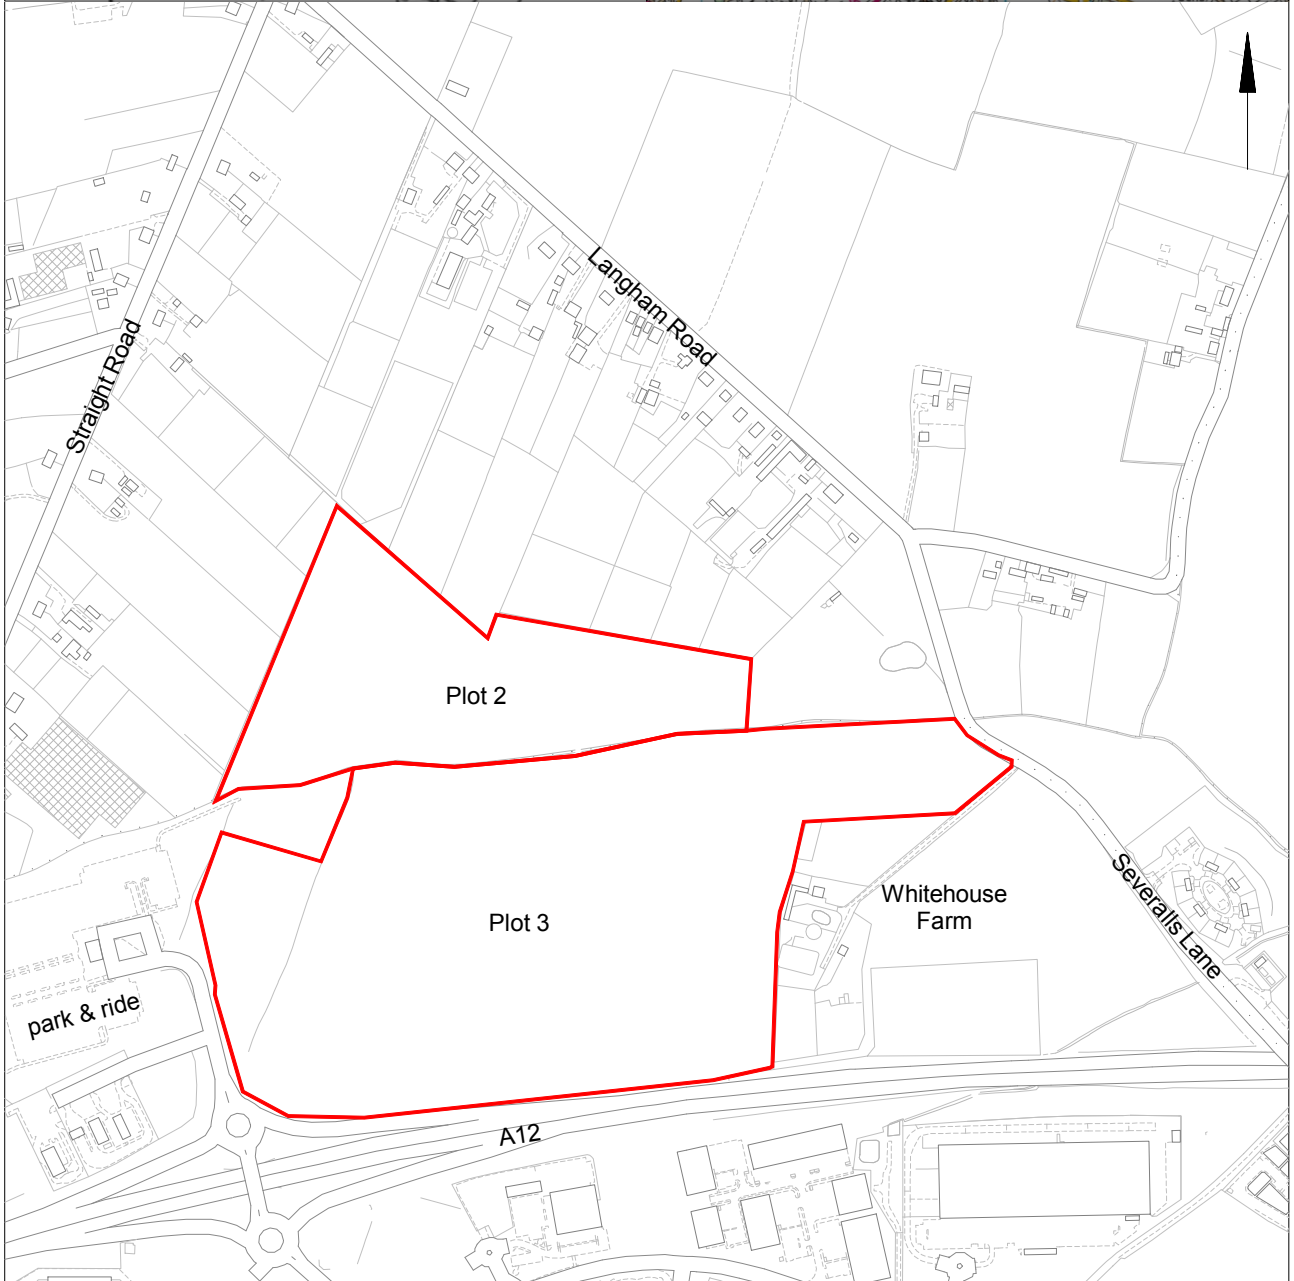 Langham Road
Straight Road
Plot 2
Whitehouse
Farm
Severalls Lane
Plot 3
park & ride
A12